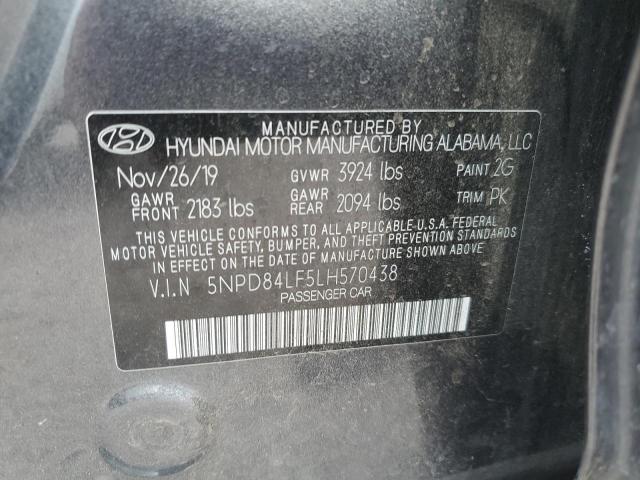 MANUFACTURED BY
HYUNDAI MOTOR MANUFACTURING ALABAMA, LLC
Nov/26/19 GVWR 3924 lbs PAINT 2G
GAWR FRONT 2183 lbs GAWR REAR 2094 lbs TRIM PK
THIS VEHICLE CONFORMS TO ALL APPLICABLE U.S.A. FEDERAL
MOTOR VEHICLE SAFETY, BUMPER, AND THEFT PREVENTION STANDARDS
IN EFFECT ON THE DATE OF MANUFACTURE SHOWN ABOVE.
V.I.N 5NPD84LF5LH570438
PASSENGER CAR